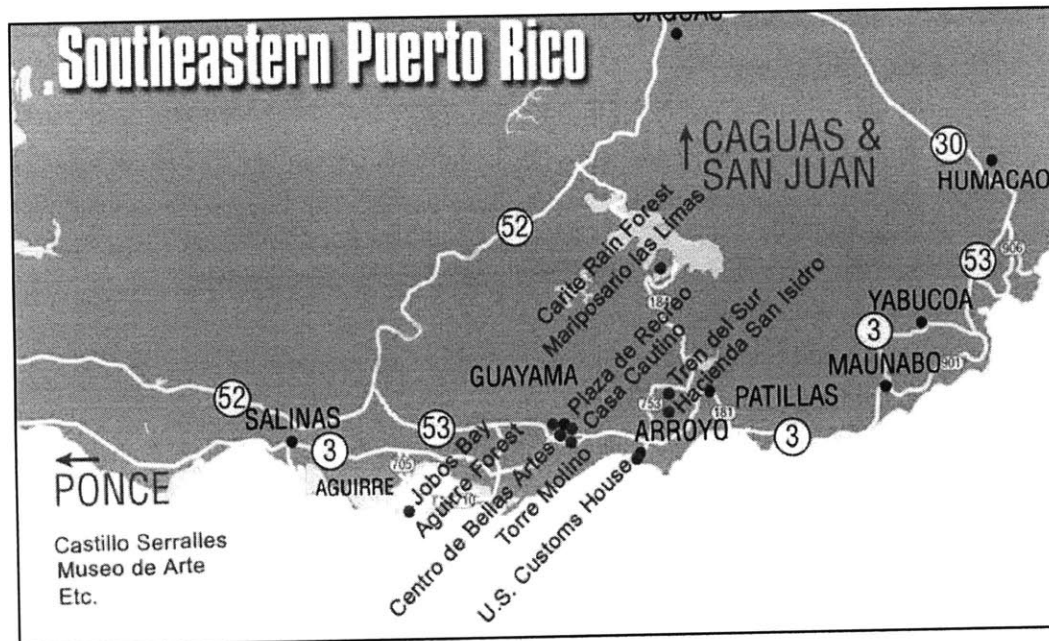 CAGUAS
Southeastern Puerto Rico
CAGUAS &
SAN JUAN
30
HUMACAO
52
Carite Rain Forest
Mariposario las Limas
53
906
184
YABUCOA
3
Plaza de Recreo
Casa Cautino
Tren del Sur
Hacienda San Isidro
GUAYAMA
MAUNABO
901
753
PATILLAS
181
52
SALINAS
53
ARROYO
3
3
PONCE
AGUIRRE
705
Jobos Bay
Aguirre Forest
Centro de Bellas Artes
Torre Molino
U.S. Customs House
Castillo Serralles
Museo de Arte
Etc.